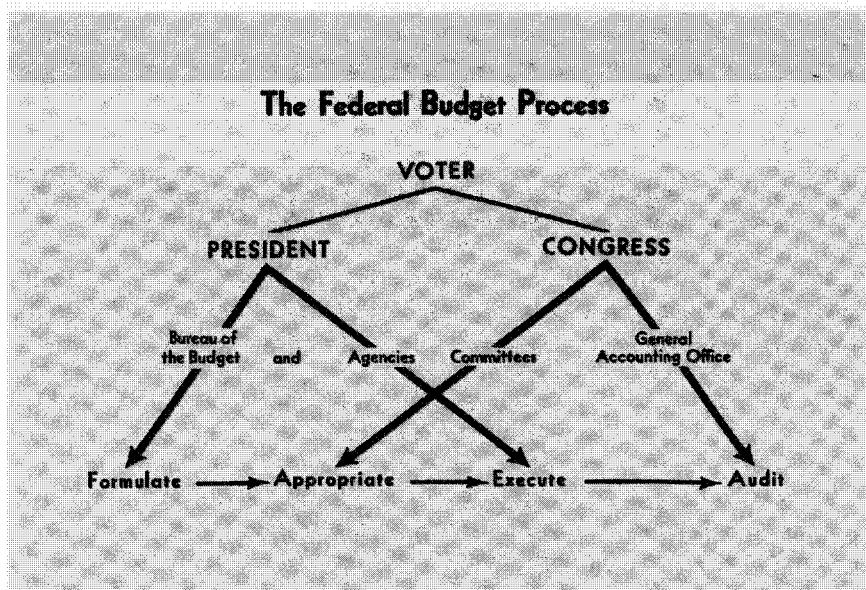 The Federal Budget Process
VOTER
PRESIDENT
CONGRESS
Bureau of
the Budget and Agencies
Committees
General
Accounting Office
Formulate
Appropriate
Execute
Audit